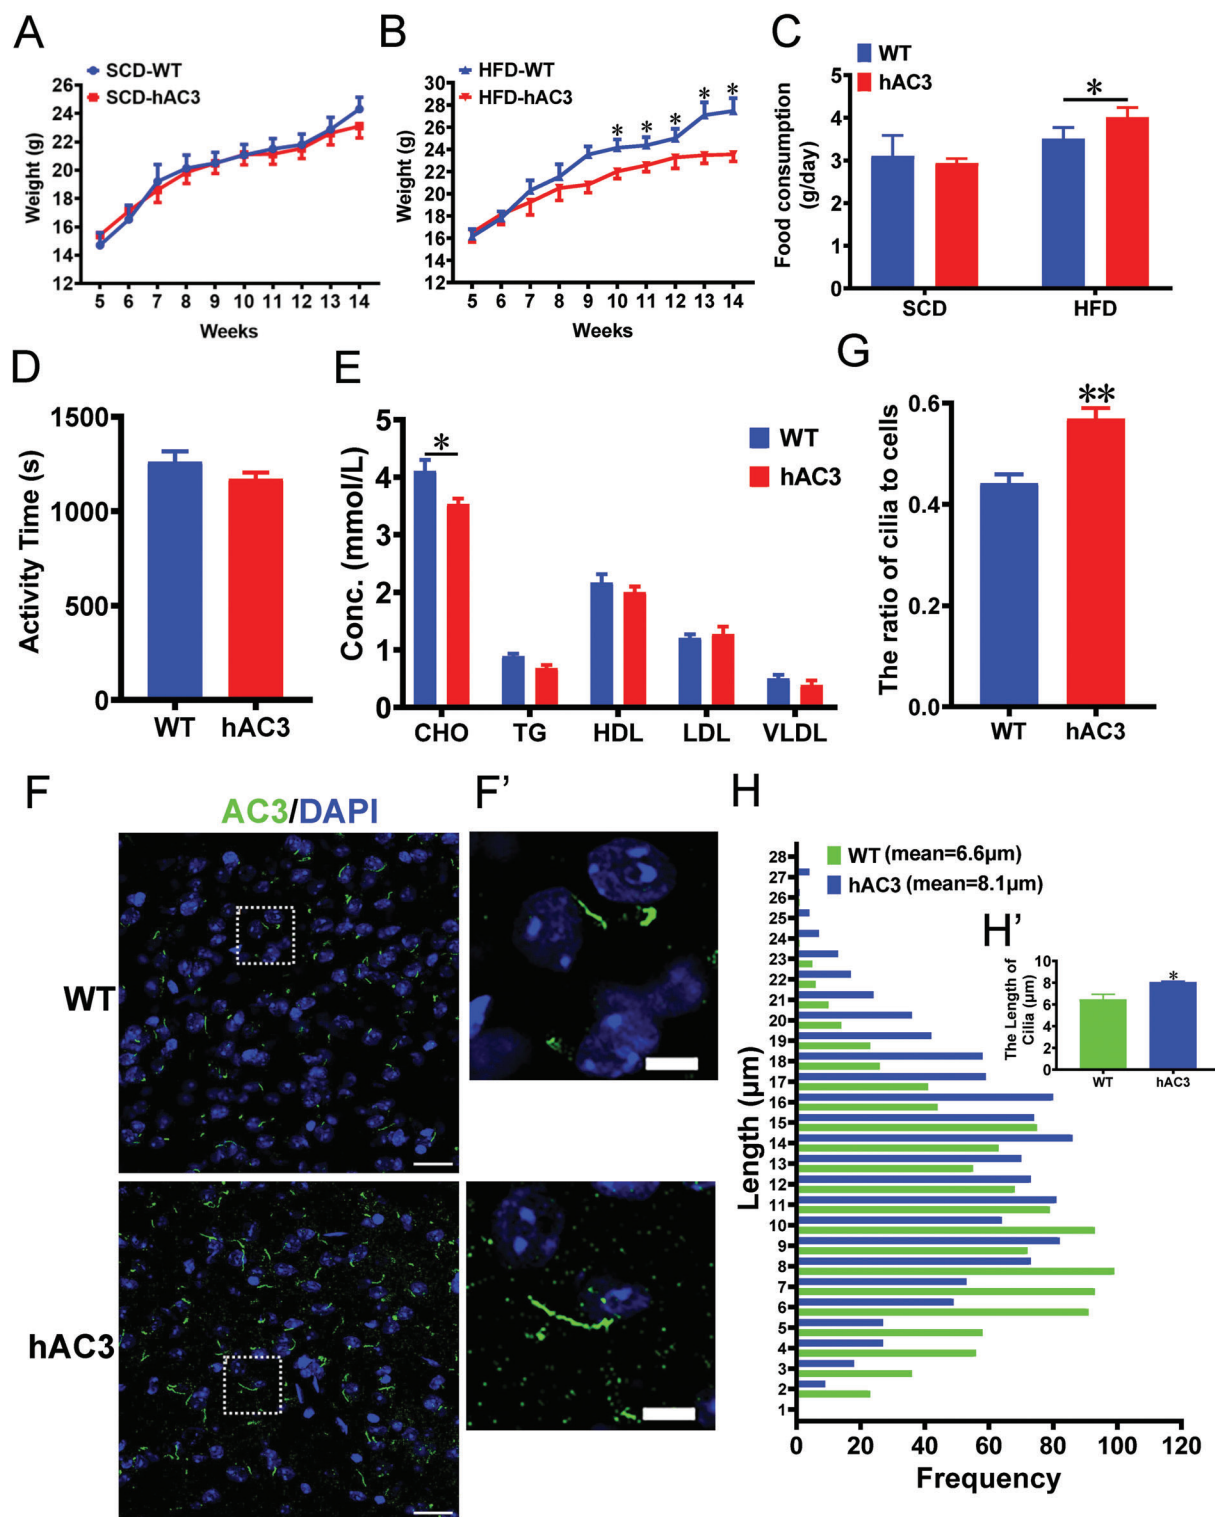 A
SCD-WT
SCD-hAC3
Weight (g)
26
24
22
20
18
16
14
12
5 6 7 8 9 10 11 12 13 14
Weeks
B
HFD-WT
HFD-hAC3
Weight (g)
30
28
26
24
22
20
18
16
14
12
* * * * *
5 6 7 8 9 10 11 12 13 14
Weeks
C
WT
hAC3
Food consumption
(g/day)
5
4
3
2
1
0
*
SCD HFD
D
Activity Time (s)
1500
1000
500
0
WT hAC3
E
Conc. (mmol/L)
5
4
3
2
1
0
*
WT
hAC3
CHO TG HDL LDL VLDL
G
The ratio of cilia to cells
0.6
0.4
0.2
0.0
**
WT hAC3
F
AC3/DAPI
F'
WT
hAC3
H
WT (mean=6.6µm)
hAC3 (mean=8.1µm)
Length (µm)
28
27
26
25
24
23
22
21
20
19
18
17
16
15
14
13
12
11
10
9
8
7
6
5
4
3
2
1
0 20 40 60 80 100 120
Frequency
H'
The Length of
Cilia (µm)
10
8
6
4
2
0
*
WT hAC3